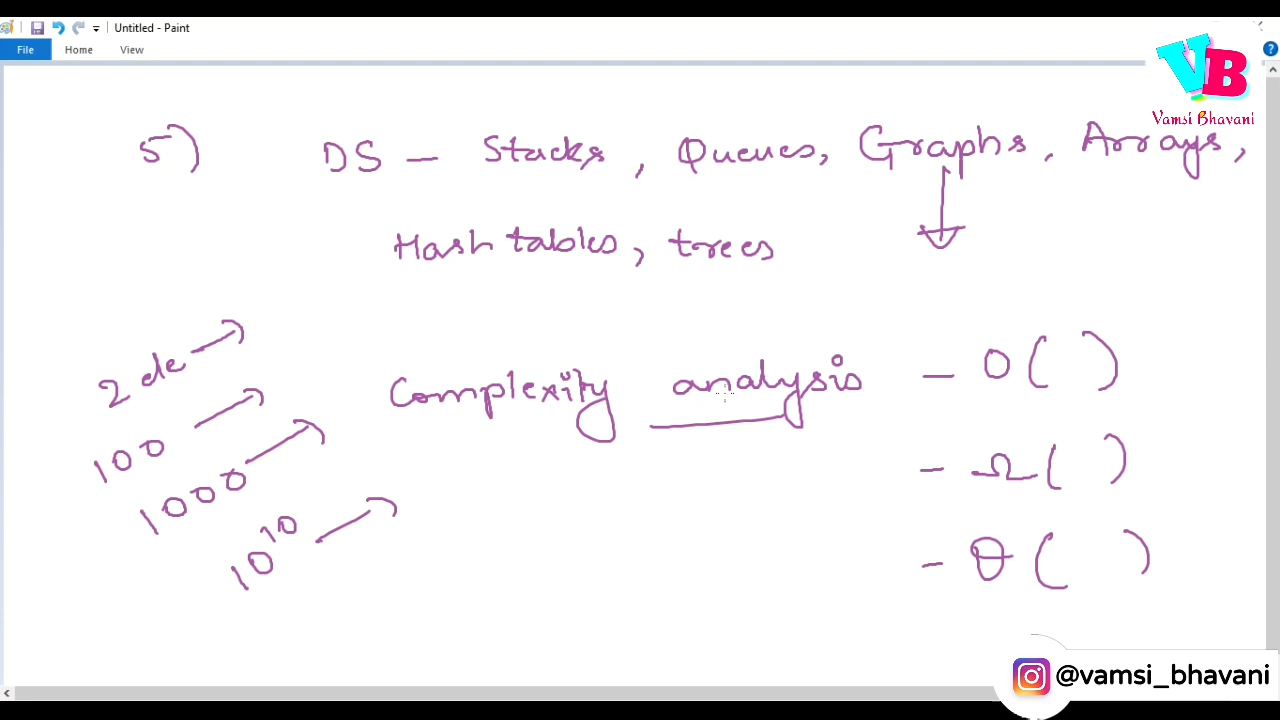 Untitled - Paint
File Home View
VB
Vamsi Bhavani
5) DS - Stacks, Queues, Graphs, Arrays,
Hash tables, trees
2 de
100
1000
10^10
Complexity analysis - O( )
- Ω( )
- θ( )
@vamsi_bhavani